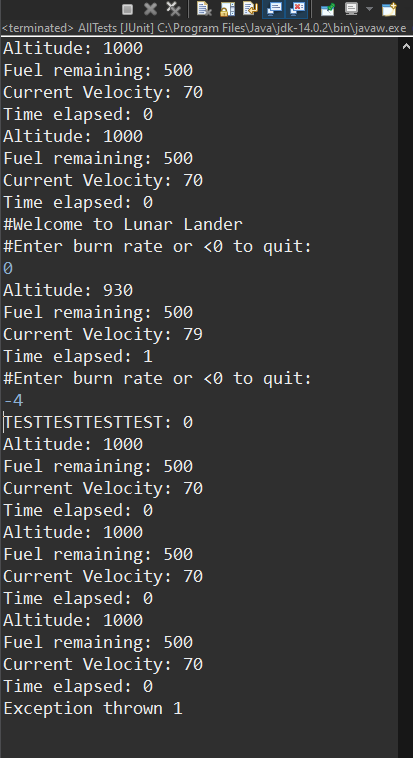 <terminated> AllTests [JUnit] C:\Program Files\Java\jdk-14.0.2\bin\javaw.exe
Altitude: 1000
Fuel remaining: 500
Current Velocity: 70
Time elapsed: 0
Altitude: 1000
Fuel remaining: 500
Current Velocity: 70
Time elapsed: 0
#Welcome to Lunar Lander
#Enter burn rate or <0 to quit:
0
Altitude: 930
Fuel remaining: 500
Current Velocity: 79
Time elapsed: 1
#Enter burn rate or <0 to quit:
-4
TESTTESTTESTTEST: 0
Altitude: 1000
Fuel remaining: 500
Current Velocity: 70
Time elapsed: 0
Altitude: 1000
Fuel remaining: 500
Current Velocity: 70
Time elapsed: 0
Altitude: 1000
Fuel remaining: 500
Current Velocity: 70
Time elapsed: 0
Exception thrown 1